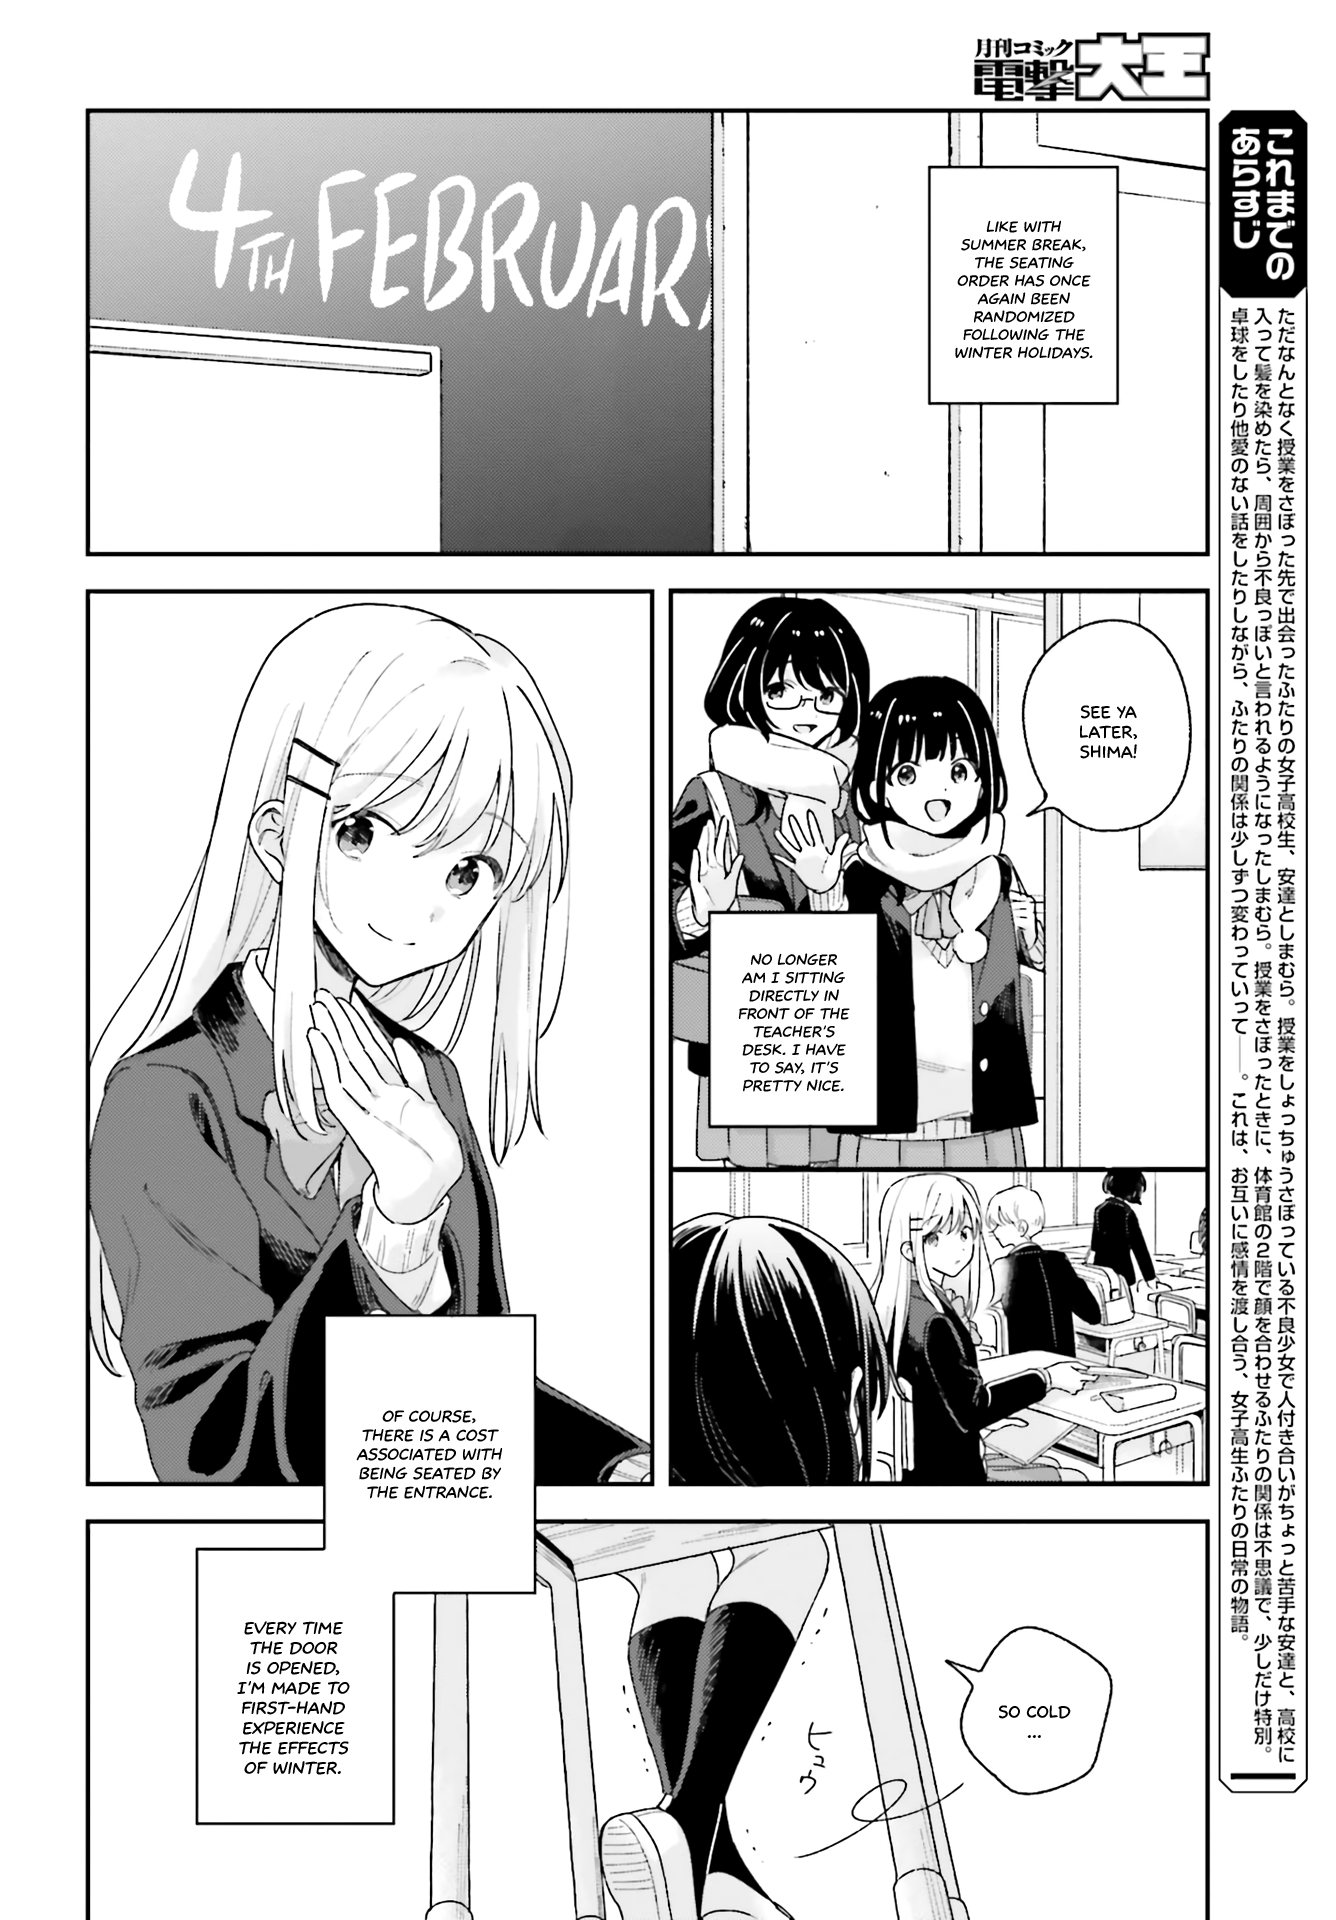 月刊コミック
電撃大王
これまでの
あらすじ
ただなんとなく授業をさぼった先で出会ったふたりの女子高校生、安達としまむら。授業をしょっちゅうさぼっている不良少女で人付き合いがちょっと苦手な安達と、高校に
入って髪を染めたら、周囲から不良っぽいと言われるようになったしまむら。授業をさぼったときに、体育館の2階で顔を合わせるふたりの関係は不思議で、少しだけ特別。
卓球をしたり他愛のない話をしたりしながら、ふたりの関係は少しずつ変わっていって――。これは、お互いに感情を渡し合う、女子高生ふたりの日常の物語。
LIKE WITH
SUMMER BREAK,
THE SEATING
ORDER HAS ONCE
AGAIN BEEN
RANDOMIZED
FOLLOWING THE
WINTER HOLIDAYS.
4TH FEBRUARY
SEE YA
LATER,
SHIMA!
NO LONGER
AM I SITTING
DIRECTLY IN
FRONT OF THE
TEACHER'S
DESK. I HAVE
TO SAY, IT'S
PRETTY NICE.
OF COURSE,
THERE IS A COST
ASSOCIATED WITH
BEING SEATED BY
THE ENTRANCE.
EVERY TIME
THE DOOR
IS OPENED,
I'M MADE TO
FIRST-HAND
EXPERIENCE
THE EFFECTS
OF WINTER.
SO COLD
...
ヒュウ